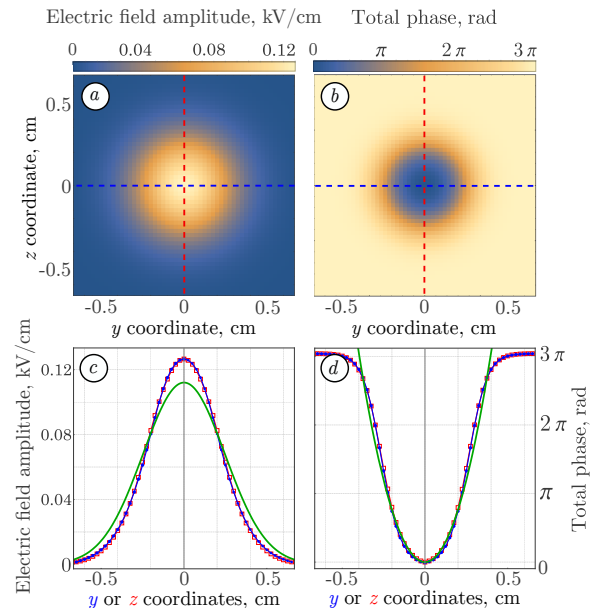 Electric field amplitude, kV/cm
Total phase, rad
0 0.04 0.08 0.12
0 π 2 π 3 π
a
b
z coordinate, cm
0.5
0
-0.5
-0.5 0 0.5
-0.5 0 0.5
y coordinate, cm
y coordinate, cm
c
d
Electric field amplitude, kV/cm
0.12
0.08
0.04
0
3 π
2 π
π
0
Total phase, rad
-0.5 0 0.5
-0.5 0 0.5
y or z coordinates, cm
y or z coordinates, cm